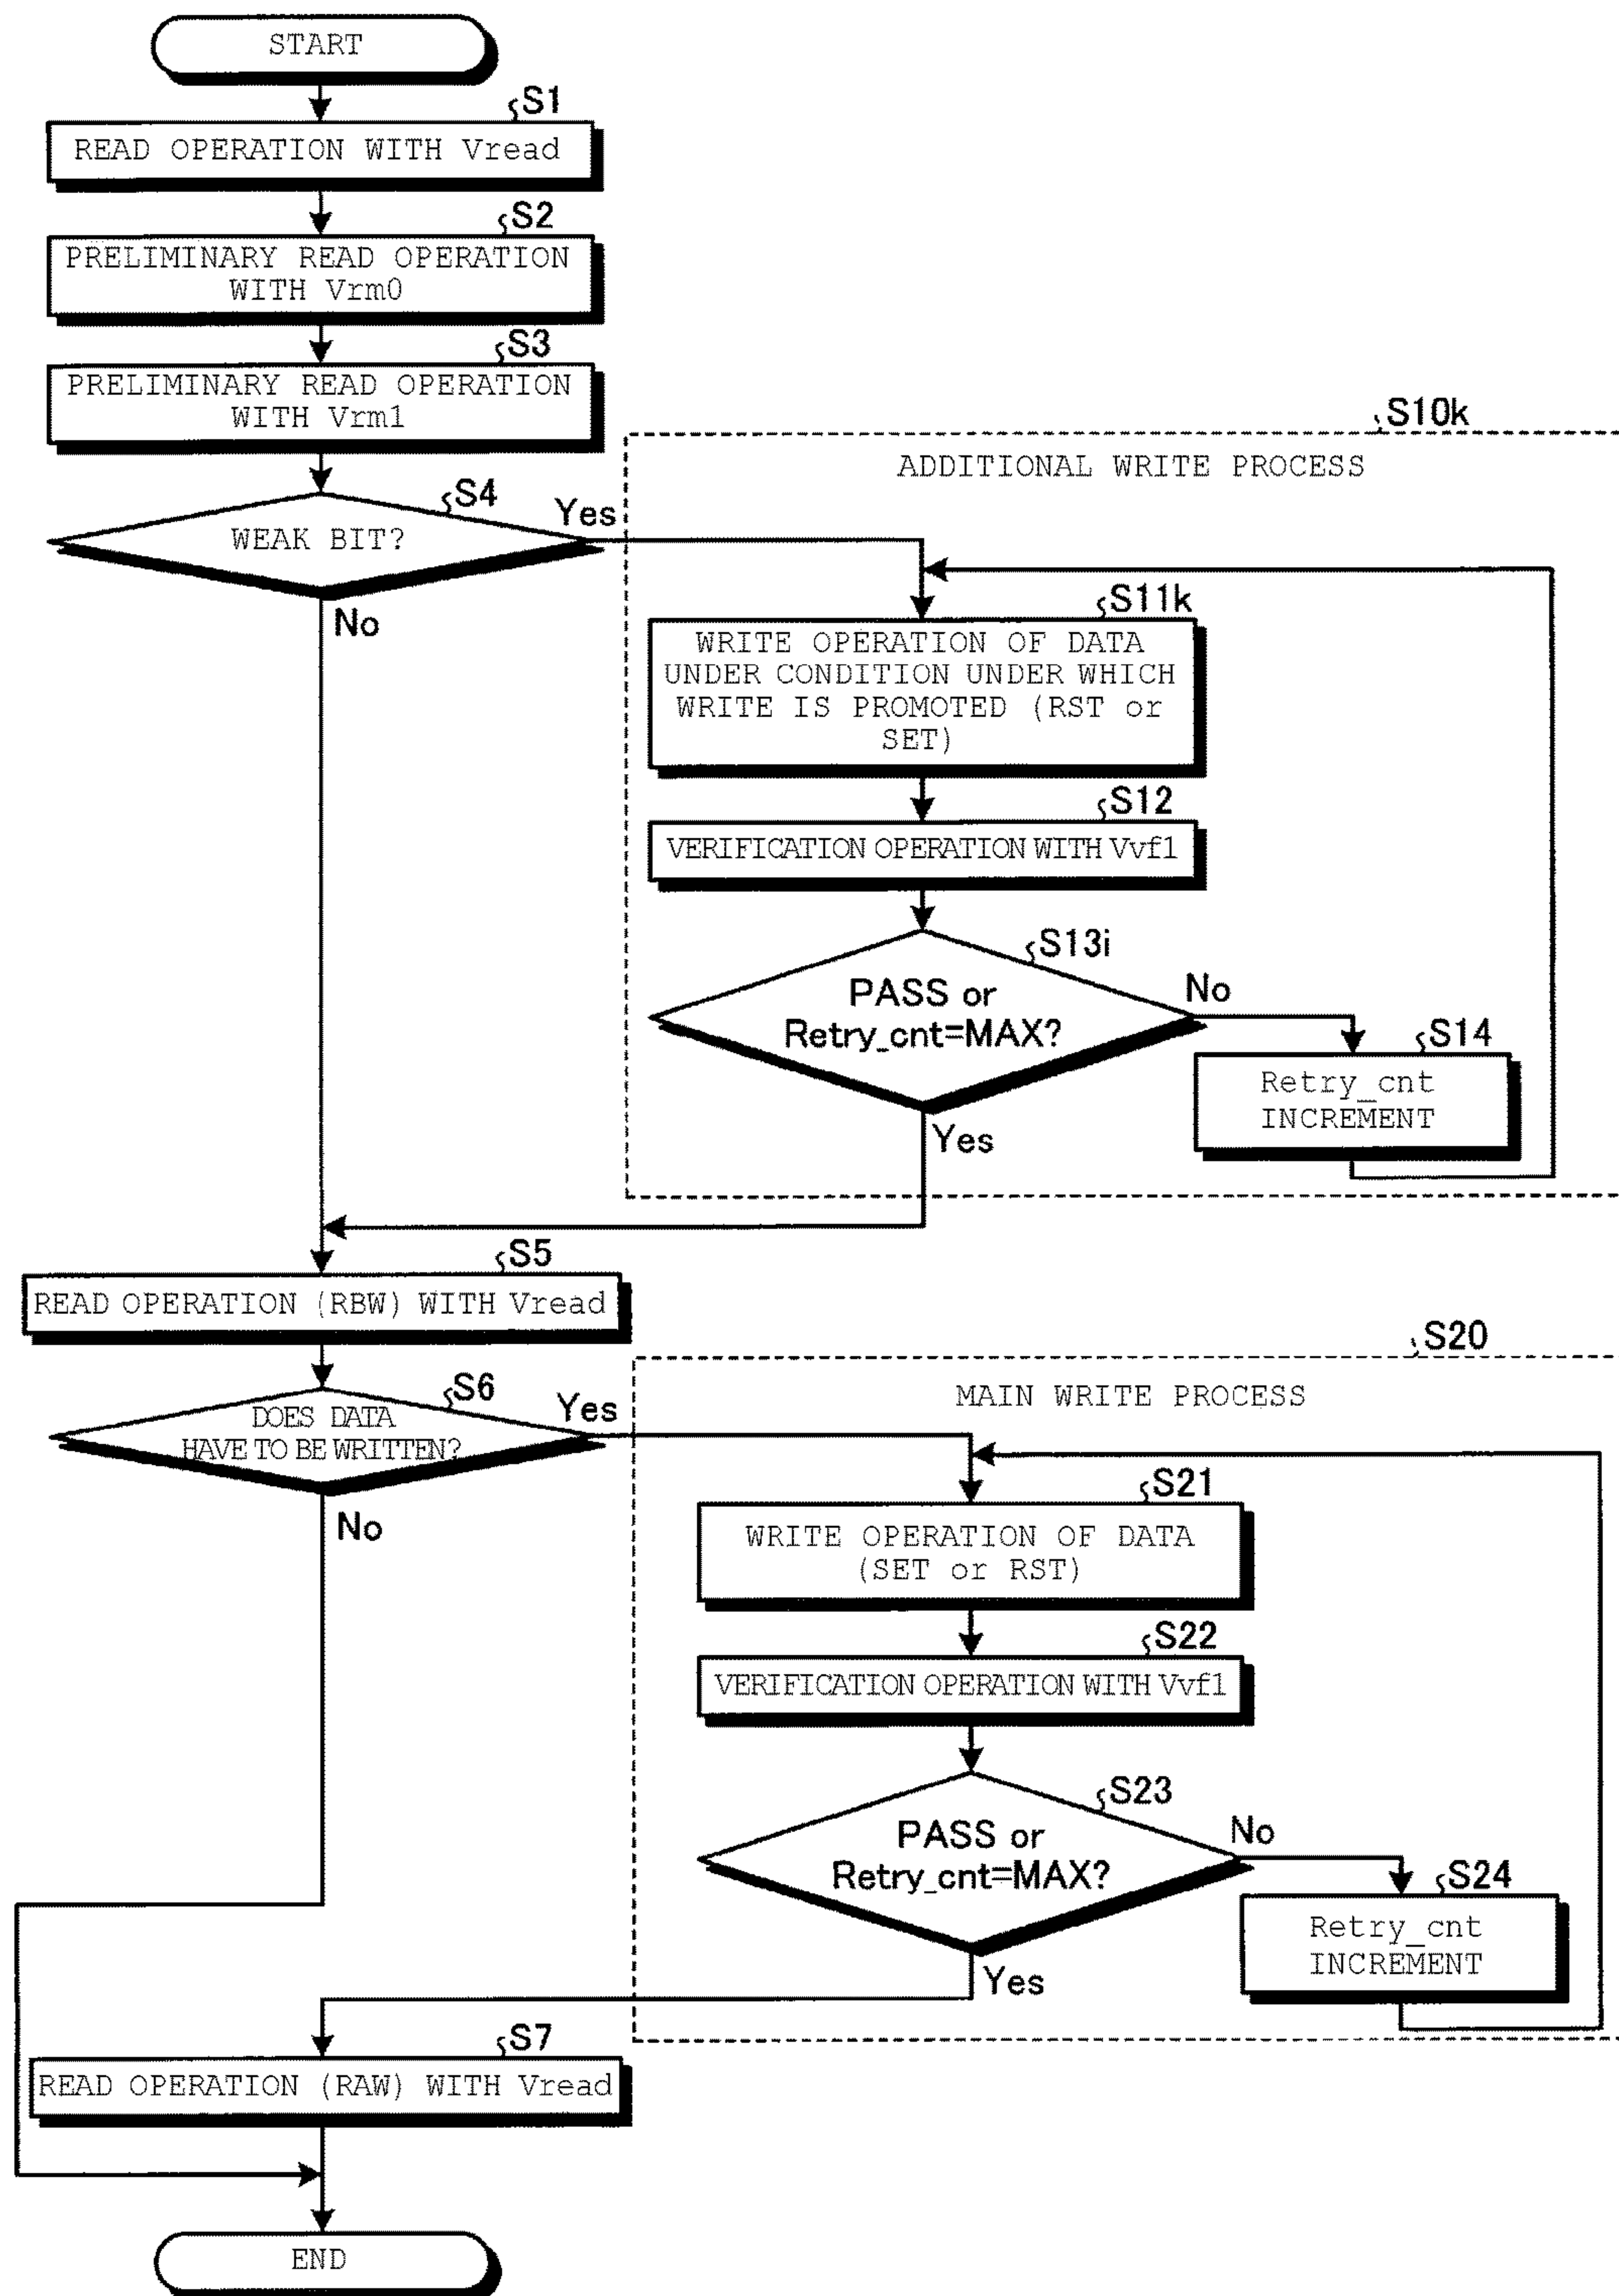 START
S1
READ OPERATION WITH Vread
S2
PRELIMINARY READ OPERATION
WITH Vrm0
S3
PRELIMINARY READ OPERATION
WITH Vrm1
S4
WEAK BIT?
Yes
No
S10k
ADDITIONAL WRITE PROCESS
S11k
WRITE OPERATION OF DATA
UNDER CONDITION UNDER WHICH
WRITE IS PROMOTED (RST or
SET)
S12
VERIFICATION OPERATION WITH Vvf1
S13i
PASS or
Retry_cnt=MAX?
No
S14
Retry_cnt
INCREMENT
Yes
S5
READ OPERATION (RBW) WITH Vread
S6
DOES DATA
HAVE TO BE WRITTEN?
Yes
No
S20
MAIN WRITE PROCESS
S21
WRITE OPERATION OF DATA
(SET or RST)
S22
VERIFICATION OPERATION WITH Vvf1
S23
PASS or
Retry_cnt=MAX?
No
S24
Retry_cnt
INCREMENT
Yes
S7
READ OPERATION (RAW) WITH Vread
END